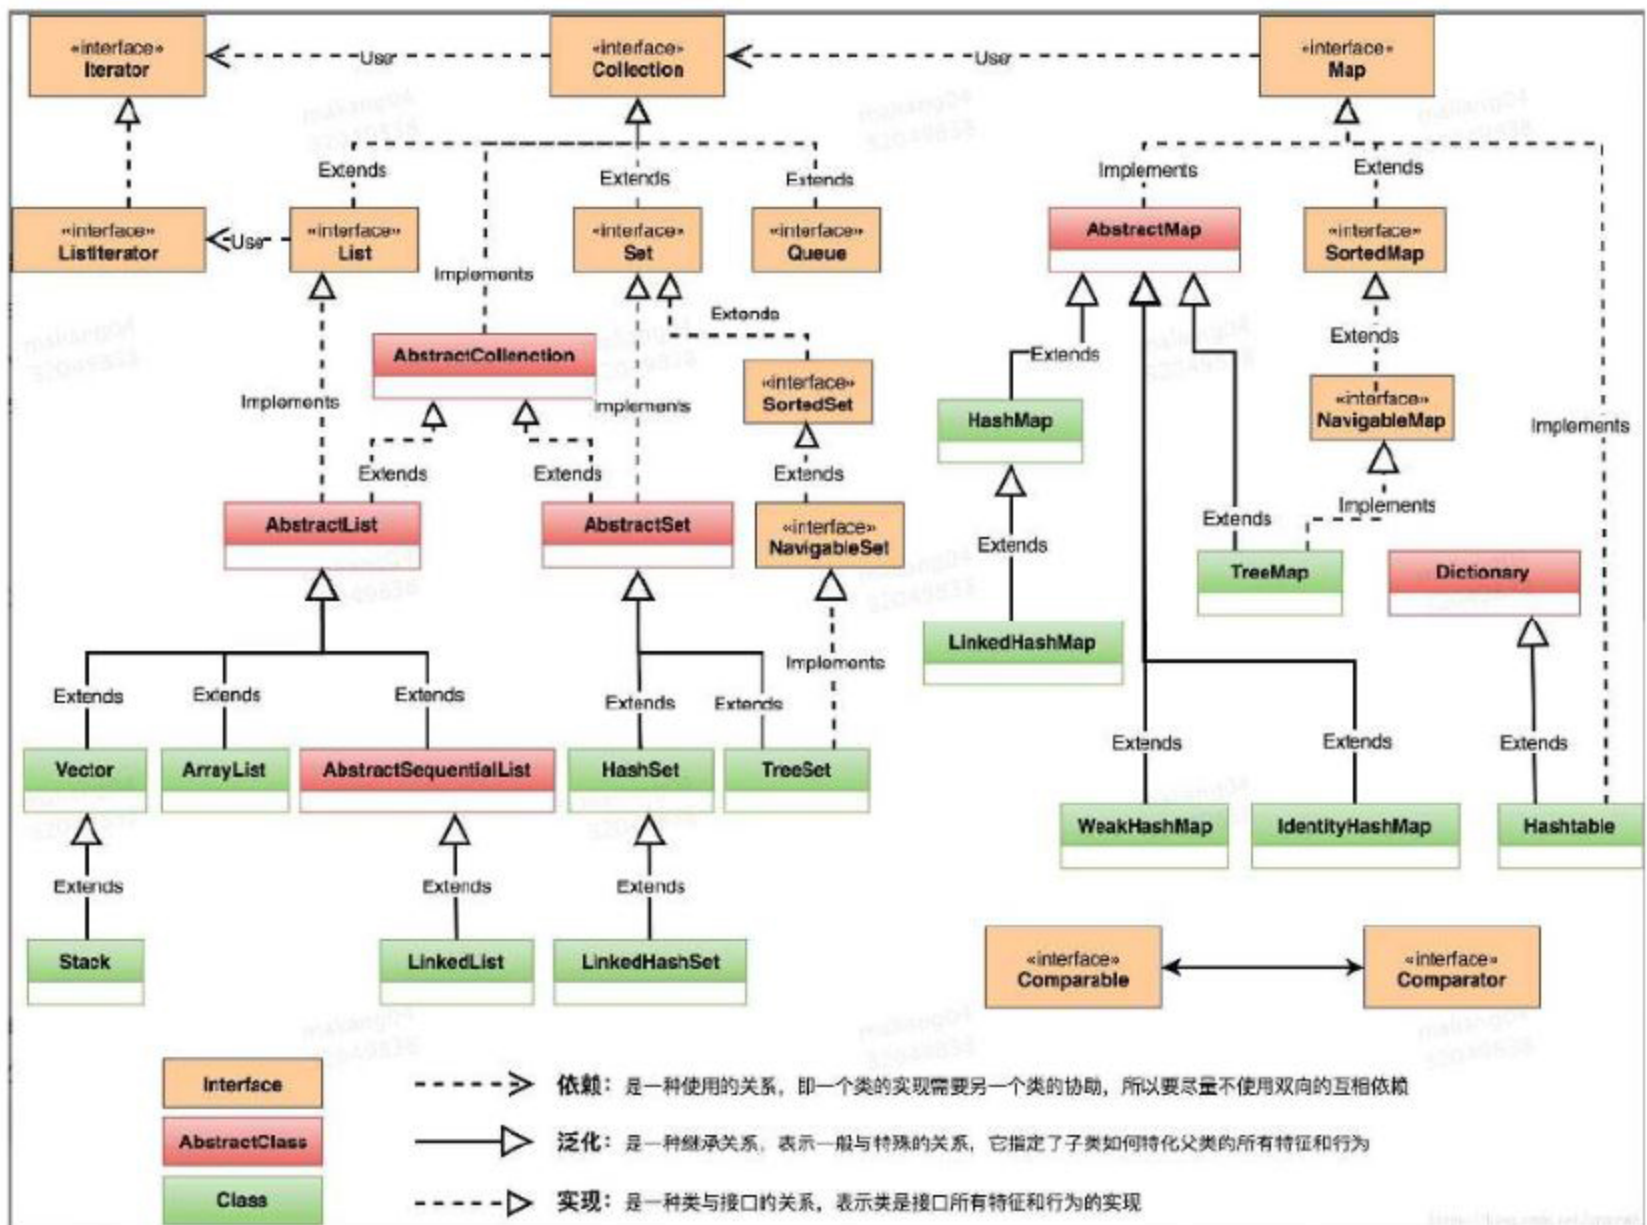 «interface»
Iterator
Use
«interface»
Collection
Use
«interface»
Map
Extends
Extends
Extends
Implements
Extends
«interface»
ListIterator
Use
«interface»
List
«interface»
Set
«interface»
Queue
AbstractMap
«interface»
SortedMap
Implements
Extends
Extends
Extends
AbstractCollenction
Implements
Implements
«interface»
SortedSet
HashMap
«interface»
NavigableMap
Implements
Extends
Extends
Extends
Implements
AbstractList
AbstractSet
«interface»
NavigableSet
Extends
Extends
TreeMap
Dictionary
LinkedHashMap
Implements
Extends
Extends
Extends
Extends
Extends
Extends
Extends
Extends
Vector
ArrayList
AbstractSequentialList
HashSet
TreeSet
WeakHashMap
IdentityHashMap
Hashtable
Extends
Extends
Extends
Stack
LinkedList
LinkedHashSet
«interface»
Comparable
«interface»
Comparator
Interface
依赖：是一种使用的关系，即一个类的实现需要另一个类的协助，所以要尽量不使用双向的互相依赖
AbstractClass
泛化：是一种继承关系，表示一般与特殊的关系，它指定了子类如何特化父类的所有特征和行为
Class
实现：是一种类与接口的关系，表示类是接口所有特征和行为的实现